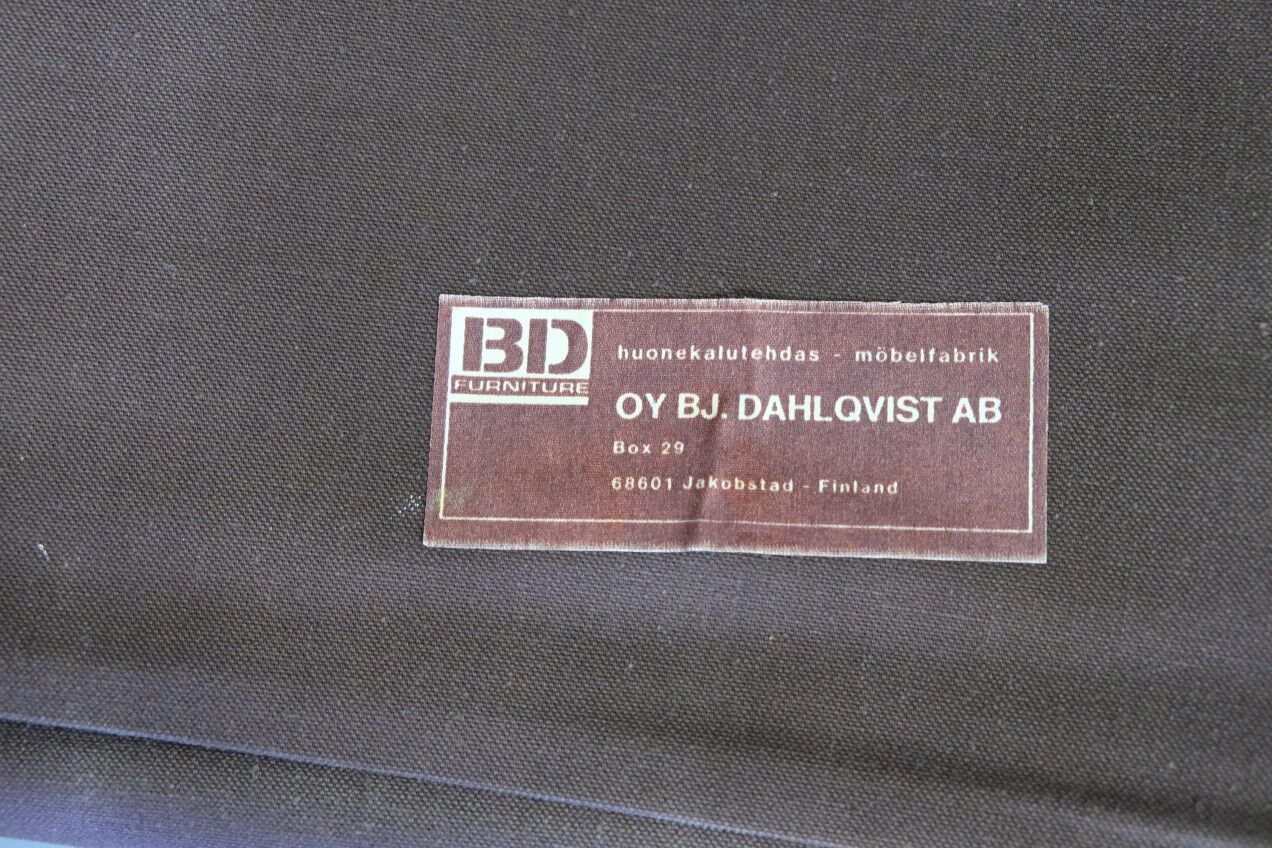 BD
FURNITURE
huonekalutehdas - möbelfabrik
OY BJ. DAHLQVIST AB
Box 29
68601 Jakobstad - Finland